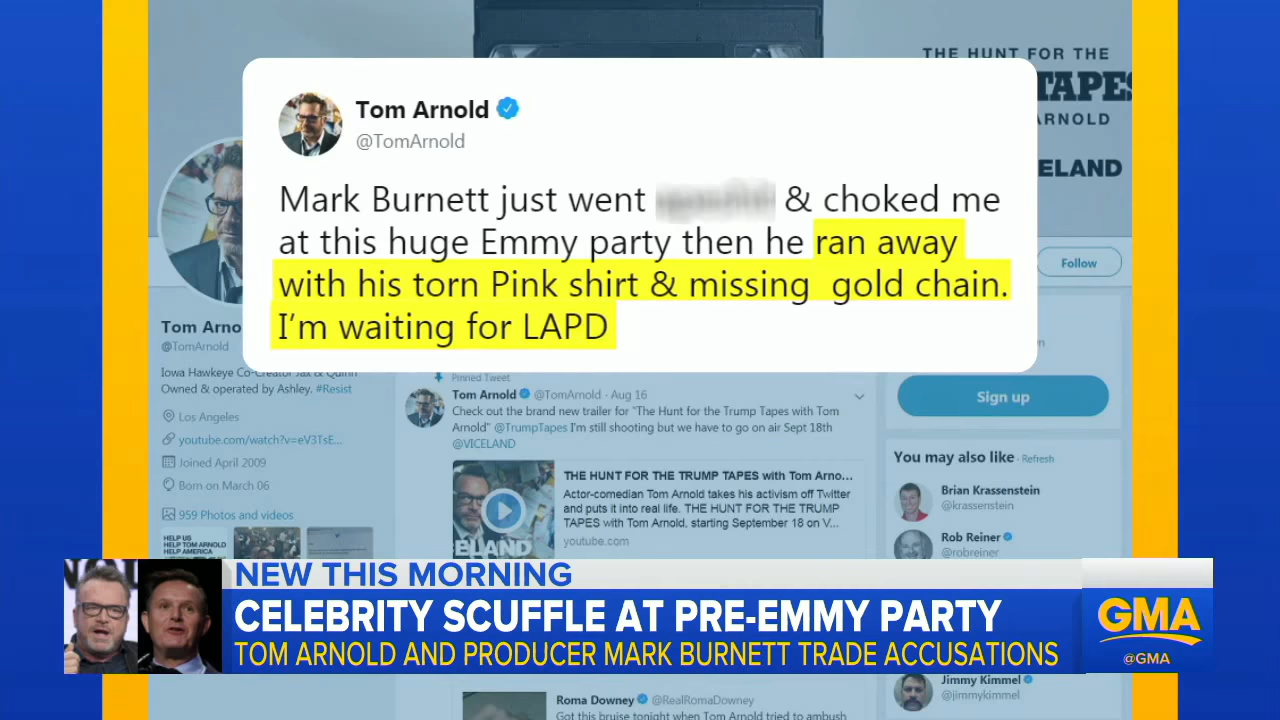 THE HUNT FOR THE
TAPES
ARNOLD
ELAND
Tom Arnold
@TomArnold
Mark Burnett just went & choked me
at this huge Emmy party then he ran away
with his torn Pink shirt & missing gold chain.
I'm waiting for LAPD
Follow
Tom Arno
@TomArnold
Iowa Hawkeye Co-Creator Jax & Quinn
Owned & operated by Ashley. #Resist
Los Angeles
youtube.com/watch?v=eV3TsE...
Joined April 2009
Born on March 06
959 Photos and videos
HELP US
HELP TOM ARNOLD
HELP AMERICA
Pinned Tweet
Tom Arnold @TomArnold · Aug 16
Check out the brand new trailer for "The Hunt for the Trump Tapes with Tom
Arnold" @TrumpTapes I'm still shooting but we have to go on air Sept 18th
@VICELAND
THE HUNT FOR THE TRUMP TAPES with Tom Arno...
Actor-comedian Tom Arnold takes his activism off Twitter
and puts it into real life. THE HUNT FOR THE TRUMP
TAPES with Tom Arnold, starting September 18 on V...
youtube.com
ELAND
Sign up
You may also like · Refresh
Brian Krassenstein
@krassenstein
Rob Reiner
@robreiner
NEW THIS MORNING
CELEBRITY SCUFFLE AT PRE-EMMY PARTY
TOM ARNOLD AND PRODUCER MARK BURNETT TRADE ACCUSATIONS
GMA
@GMA
Jimmy Kimmel
@jimmykimmel
Roma Downey @RealRomaDowney
Got this bruise tonight when Tom Arnold tried to ambush